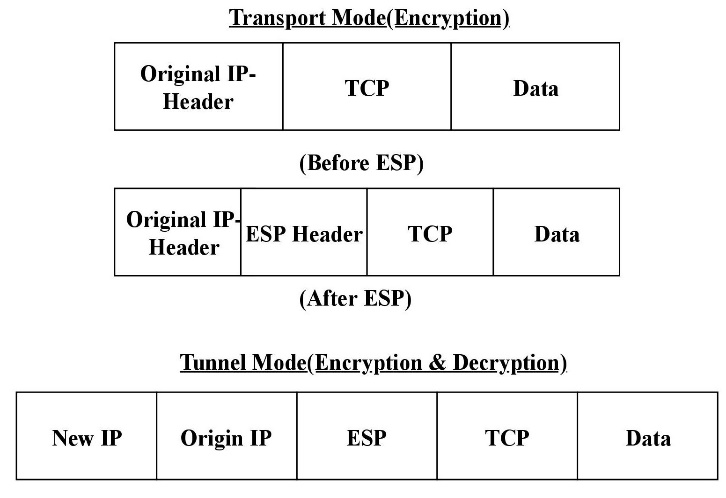 Transport Mode(Encryption)
Original IP-
Header
TCP
Data
(Before ESP)
Original IP-
Header
ESP Header
TCP
Data
(After ESP)
Tunnel Mode(Encryption & Decryption)
New IP
Origin IP
ESP
TCP
Data